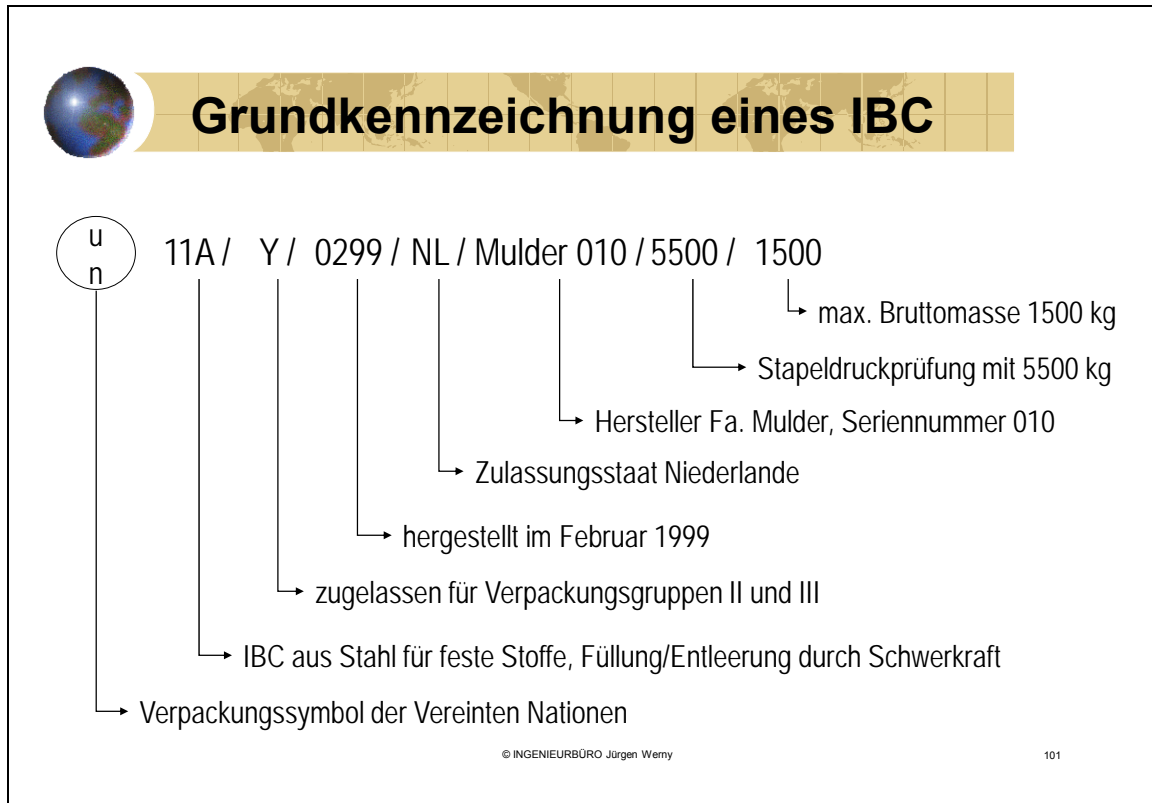 Grundkennzeichnung eines IBC
u
n
11A / Y / 0299 / NL / Mulder 010 / 5500 / 1500
max. Bruttomasse 1500 kg
Stapeldruckprüfung mit 5500 kg
Hersteller Fa. Mulder, Seriennummer 010
Zulassungsstaat Niederlande
hergestellt im Februar 1999
zugelassen für Verpackungsgruppen II und III
IBC aus Stahl für feste Stoffe, Füllung/Entleerung durch Schwerkraft
Verpackungssymbol der Vereinten Nationen
© INGENIEURBÜRO Jürgen Werny
101